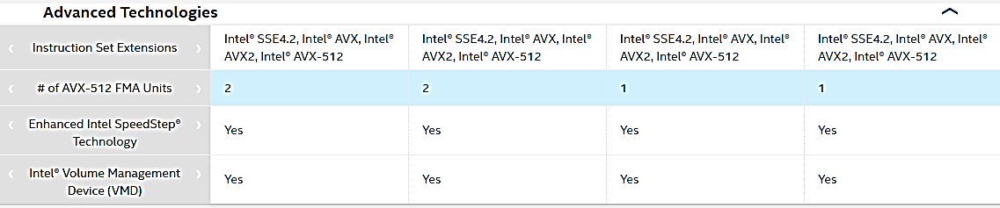 Advanced Technologies
Instruction Set Extensions
Intel® SSE4.2, Intel® AVX, Intel®
AVX2, Intel® AVX-512
Intel® SSE4.2, Intel® AVX, Intel®
AVX2, Intel® AVX-512
Intel® SSE4.2, Intel® AVX, Intel®
AVX2, Intel® AVX-512
Intel® SSE4.2, Intel® AVX, Intel®
AVX2, Intel® AVX-512
# of AVX-512 FMA Units
2
2
1
1
Enhanced Intel SpeedStep®
Technology
Yes
Yes
Yes
Yes
Intel® Volume Management
Device (VMD)
Yes
Yes
Yes
Yes